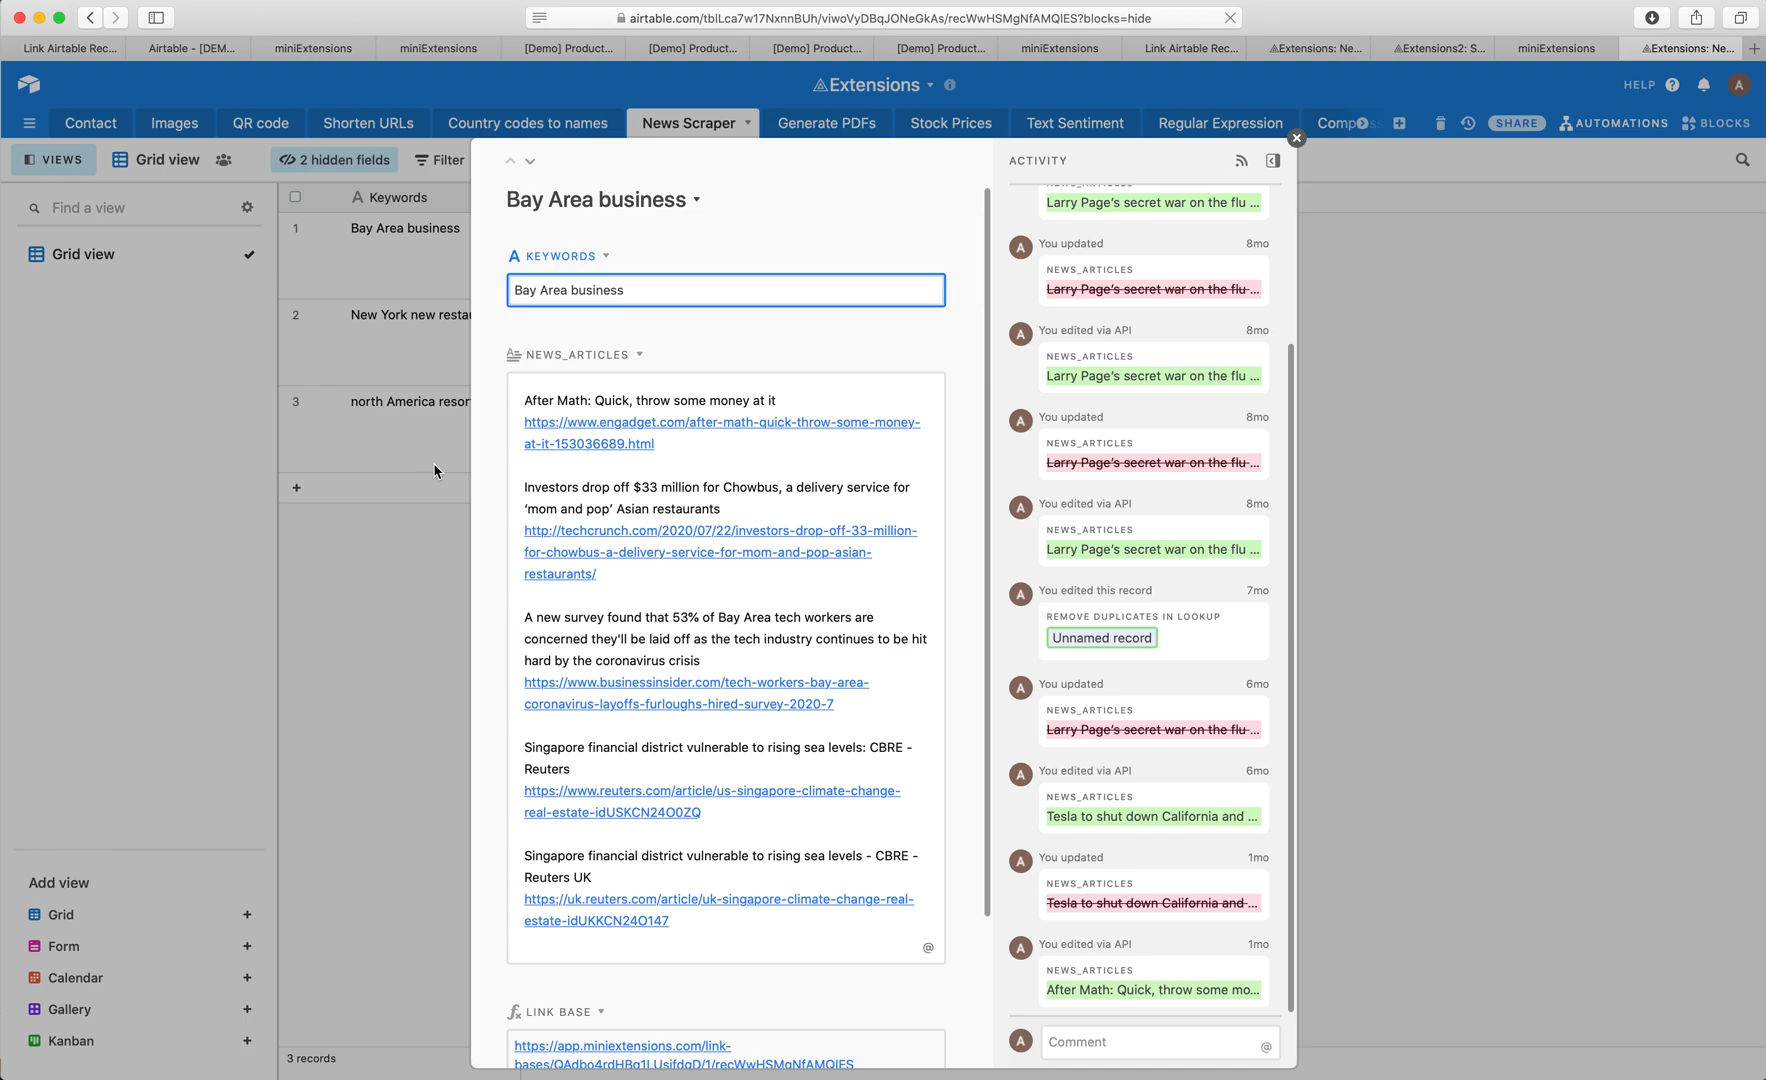 airtable.com/tblLca7w17NxnnBUh/viwoVyDBqJONeGkAs/recWwHSMgNfAMQIES?blocks=hide
Link Airtable Rec...
Airtable - [DEM...
miniExtensions
miniExtensions
[Demo] Product...
[Demo] Product...
[Demo] Product...
[Demo] Product...
miniExtensions
Link Airtable Rec...
Extensions: Ne...
Extensions2: S...
miniExtensions
Extensions: Ne...
Extensions
HELP
A
Contact
Images
QR code
Shorten URLs
Country codes to names
News Scraper
Generate PDFs
Stock Prices
Text Sentiment
Regular Expression
SHARE
AUTOMATIONS
BLOCKS
VIEWS
Grid view
2 hidden fields
Filter
Find a view
Grid view
Add view
Grid
Form
Calendar
Gallery
Kanban
A Keywords
1 Bay Area business
2 New York new resta
3 north America resor
3 records
Bay Area business
A KEYWORDS
Bay Area business
NEWS_ARTICLES
After Math: Quick, throw some money at it
https://www.engadget.com/after-math-quick-throw-some-money-
at-it-153036689.html
Investors drop off $33 million for Chowbus, a delivery service for
‘mom and pop’ Asian restaurants
http://techcrunch.com/2020/07/22/investors-drop-off-33-million-
for-chowbus-a-delivery-service-for-mom-and-pop-asian-
restaurants/
A new survey found that 53% of Bay Area tech workers are
concerned they'll be laid off as the tech industry continues to be hit
hard by the coronavirus crisis
https://www.businessinsider.com/tech-workers-bay-area-
coronavirus-layoffs-furloughs-hired-survey-2020-7
Singapore financial district vulnerable to rising sea levels: CBRE -
Reuters
https://www.reuters.com/article/us-singapore-climate-change-
real-estate-idUSKCN24O0ZQ
Singapore financial district vulnerable to rising sea levels - CBRE -
Reuters UK
https://uk.reuters.com/article/uk-singapore-climate-change-real-
estate-idUKKCN24O147
@
LINK BASE
https://app.miniextensions.com/link-
ACTIVITY
Larry Page’s secret war on the flu ...
A You updated 8mo
NEWS_ARTICLES
Larry Page’s secret war on the flu ...
A You edited via API 8mo
NEWS_ARTICLES
Larry Page’s secret war on the flu ...
A You updated 8mo
NEWS_ARTICLES
Larry Page’s secret war on the flu ...
A You edited via API 8mo
NEWS_ARTICLES
Larry Page’s secret war on the flu ...
A You edited this record 7mo
REMOVE DUPLICATES IN LOOKUP
Unnamed record
A You updated 6mo
NEWS_ARTICLES
Larry Page’s secret war on the flu ...
A You edited via API 6mo
NEWS_ARTICLES
Tesla to shut down California and ...
A You updated 1mo
NEWS_ARTICLES
Tesla to shut down California and ...
A You edited via API 1mo
NEWS_ARTICLES
After Math: Quick, throw some mo...
A Comment @